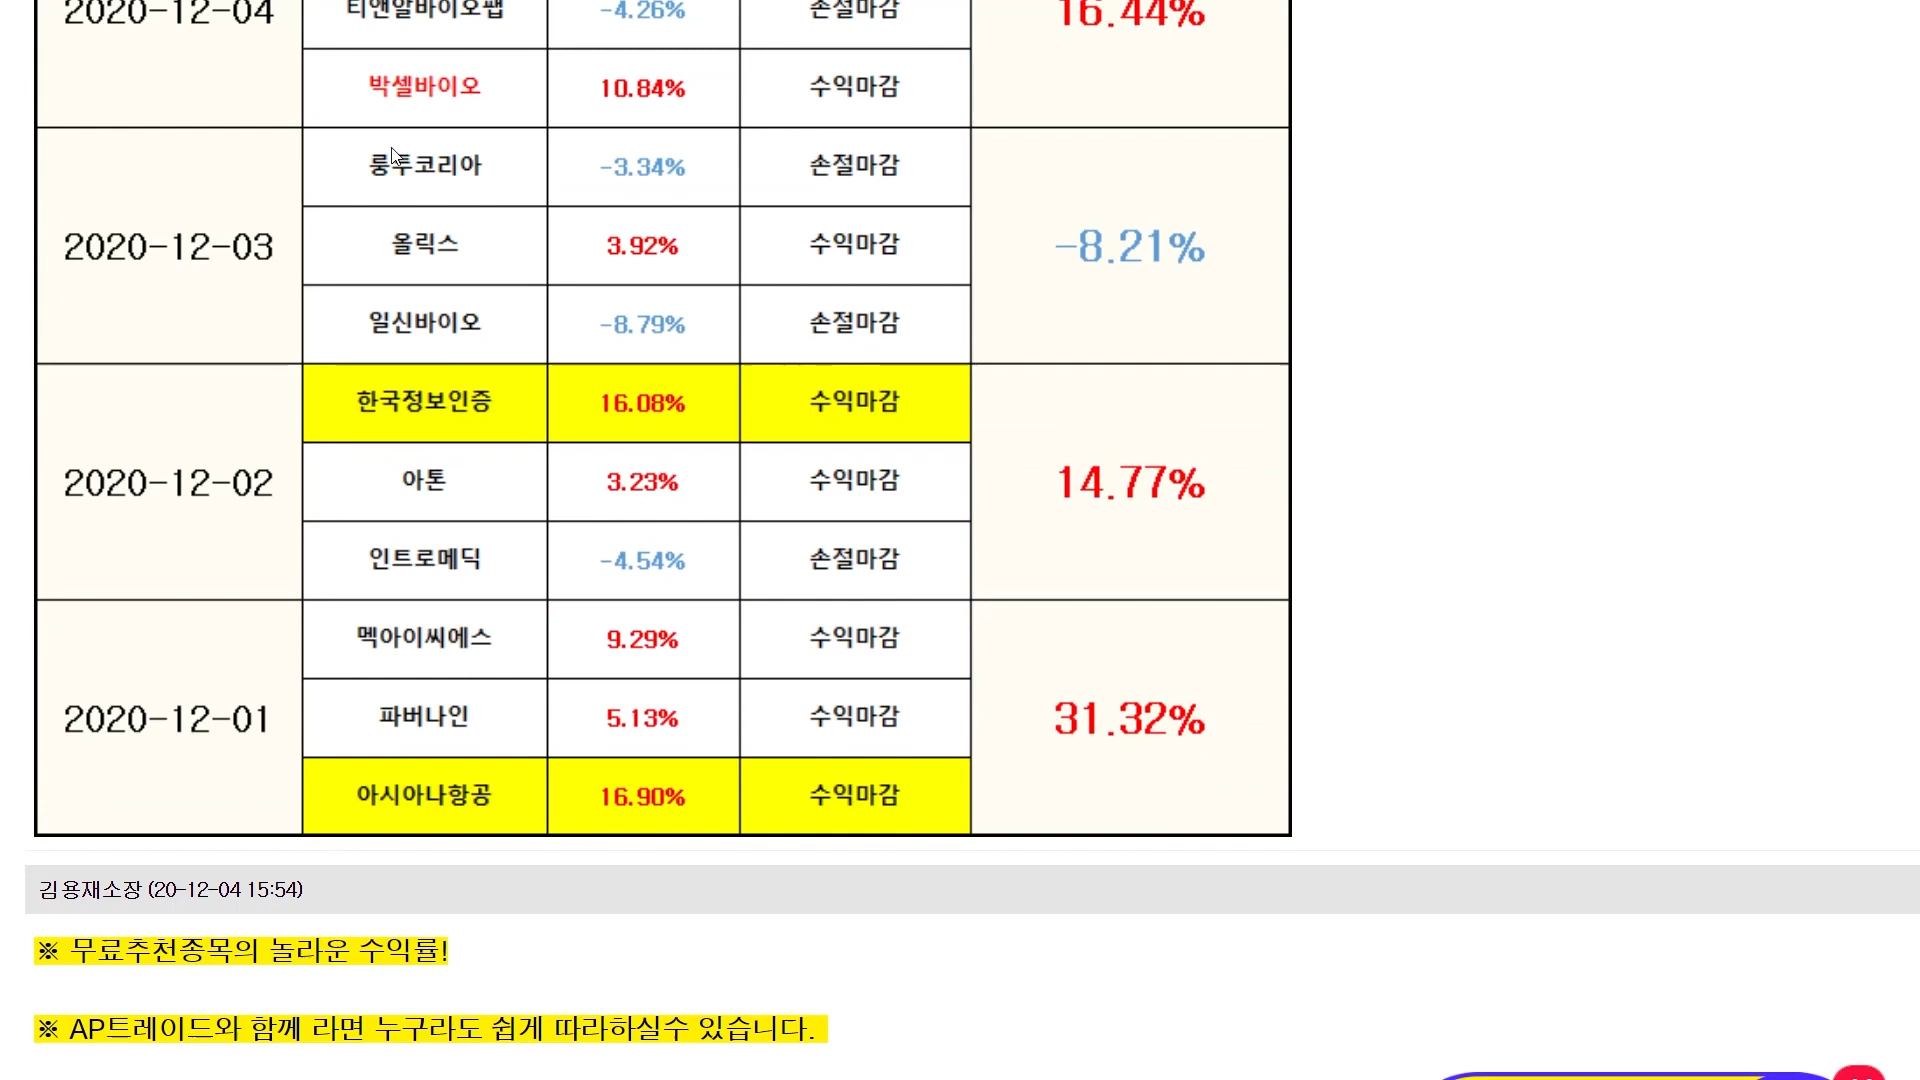 2020-12-04 티앤알바이오팹 -4.26% 손절마감 16.44%
박셀바이오 10.84% 수익마감
룽투코리아 -3.34% 손절마감
2020-12-03 올릭스 3.92% 수익마감 -8.21%
일신바이오 -8.79% 손절마감
한국정보인증 16.08% 수익마감
2020-12-02 아톤 3.23% 수익마감 14.77%
인트로메딕 -4.54% 손절마감
멕아이씨에스 9.29% 수익마감
2020-12-01 파버나인 5.13% 수익마감 31.32%
아시아나항공 16.90% 수익마감
김용재소장 (20-12-04 15:54)
※ 무료추천종목의 놀라운 수익률!
※ AP트레이드와 함께 라면 누구라도 쉽게 따라하실수 있습니다.